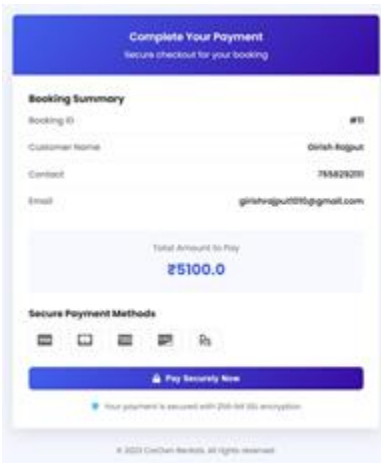 Complete Your Payment
Secure checkout for your booking
Booking Summary
Booking ID #11
Customer Name Girish Rajput
Contact
Email
Total Amount to Pay
₹5100.0
Secure Payment Methods
Pay Securely Now
Your payment is secured with 256-bit SSL encryption
© 2023 Rentals. All rights reserved